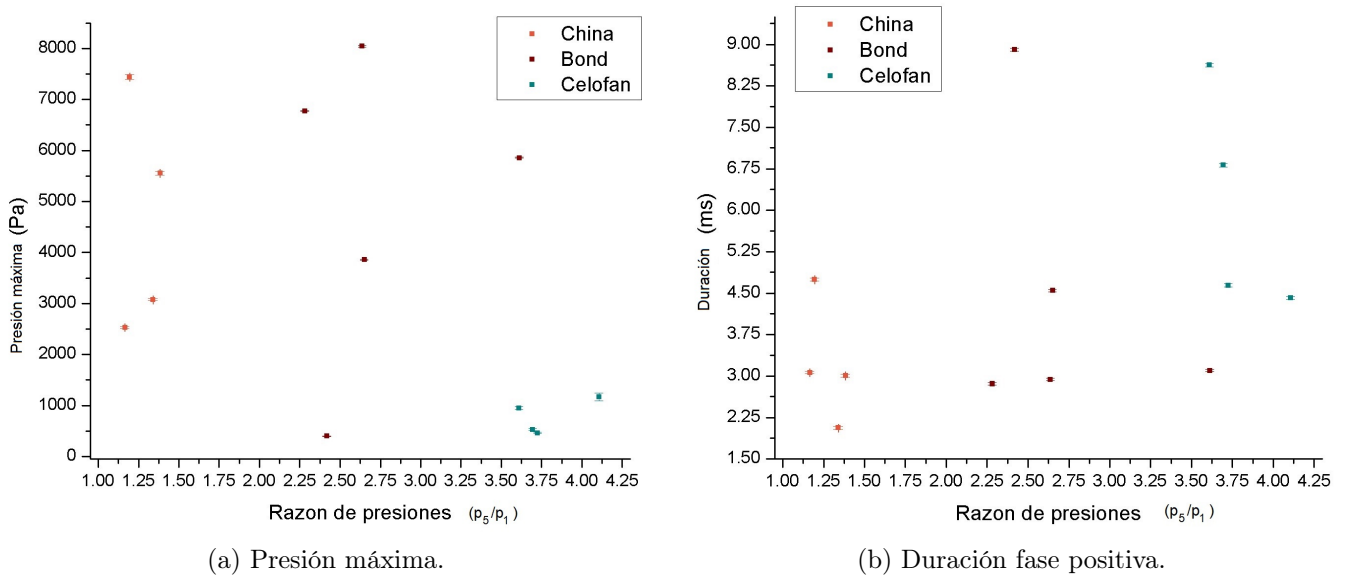 China
Bond
Celofan
8000
7000
6000
5000
4000
3000
2000
1000
0
Presión máxima (Pa)
1.00 1.25 1.50 1.75 2.00 2.25 2.50 2.75 3.00 3.25 3.50 3.75 4.00 4.25
Razon de presiones (p5/p1)
(a) Presión máxima.
China
Bond
Celofan
9.00
8.25
7.50
6.75
6.00
5.25
4.50
3.75
3.00
2.25
1.50
Duración (ms)
1.00 1.25 1.50 1.75 2.00 2.25 2.50 2.75 3.00 3.25 3.50 3.75 4.00 4.25
Razon de presiones (p5/p1)
(b) Duración fase positiva.